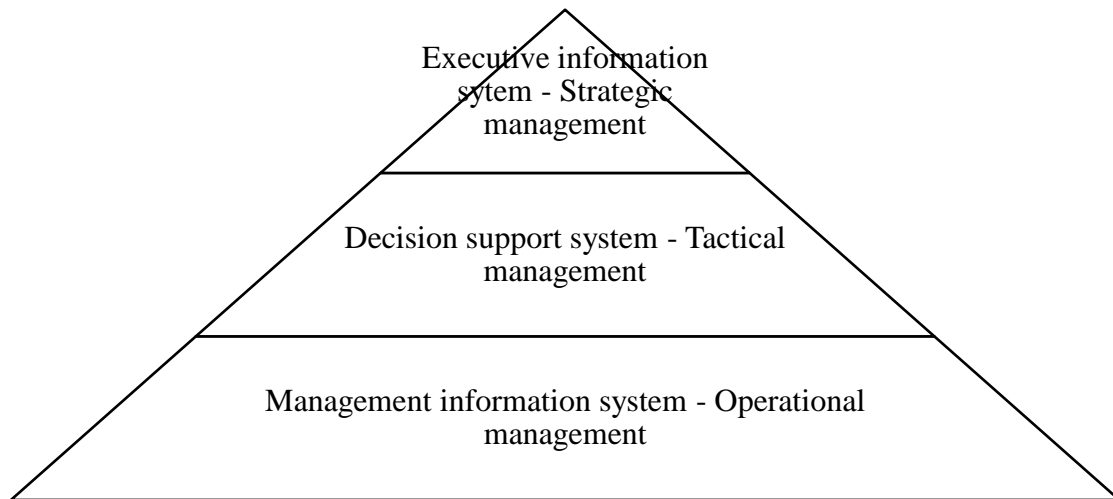 Executive information
sytem - Strategic
management
Decision support system - Tactical
management
Management information system - Operational
management